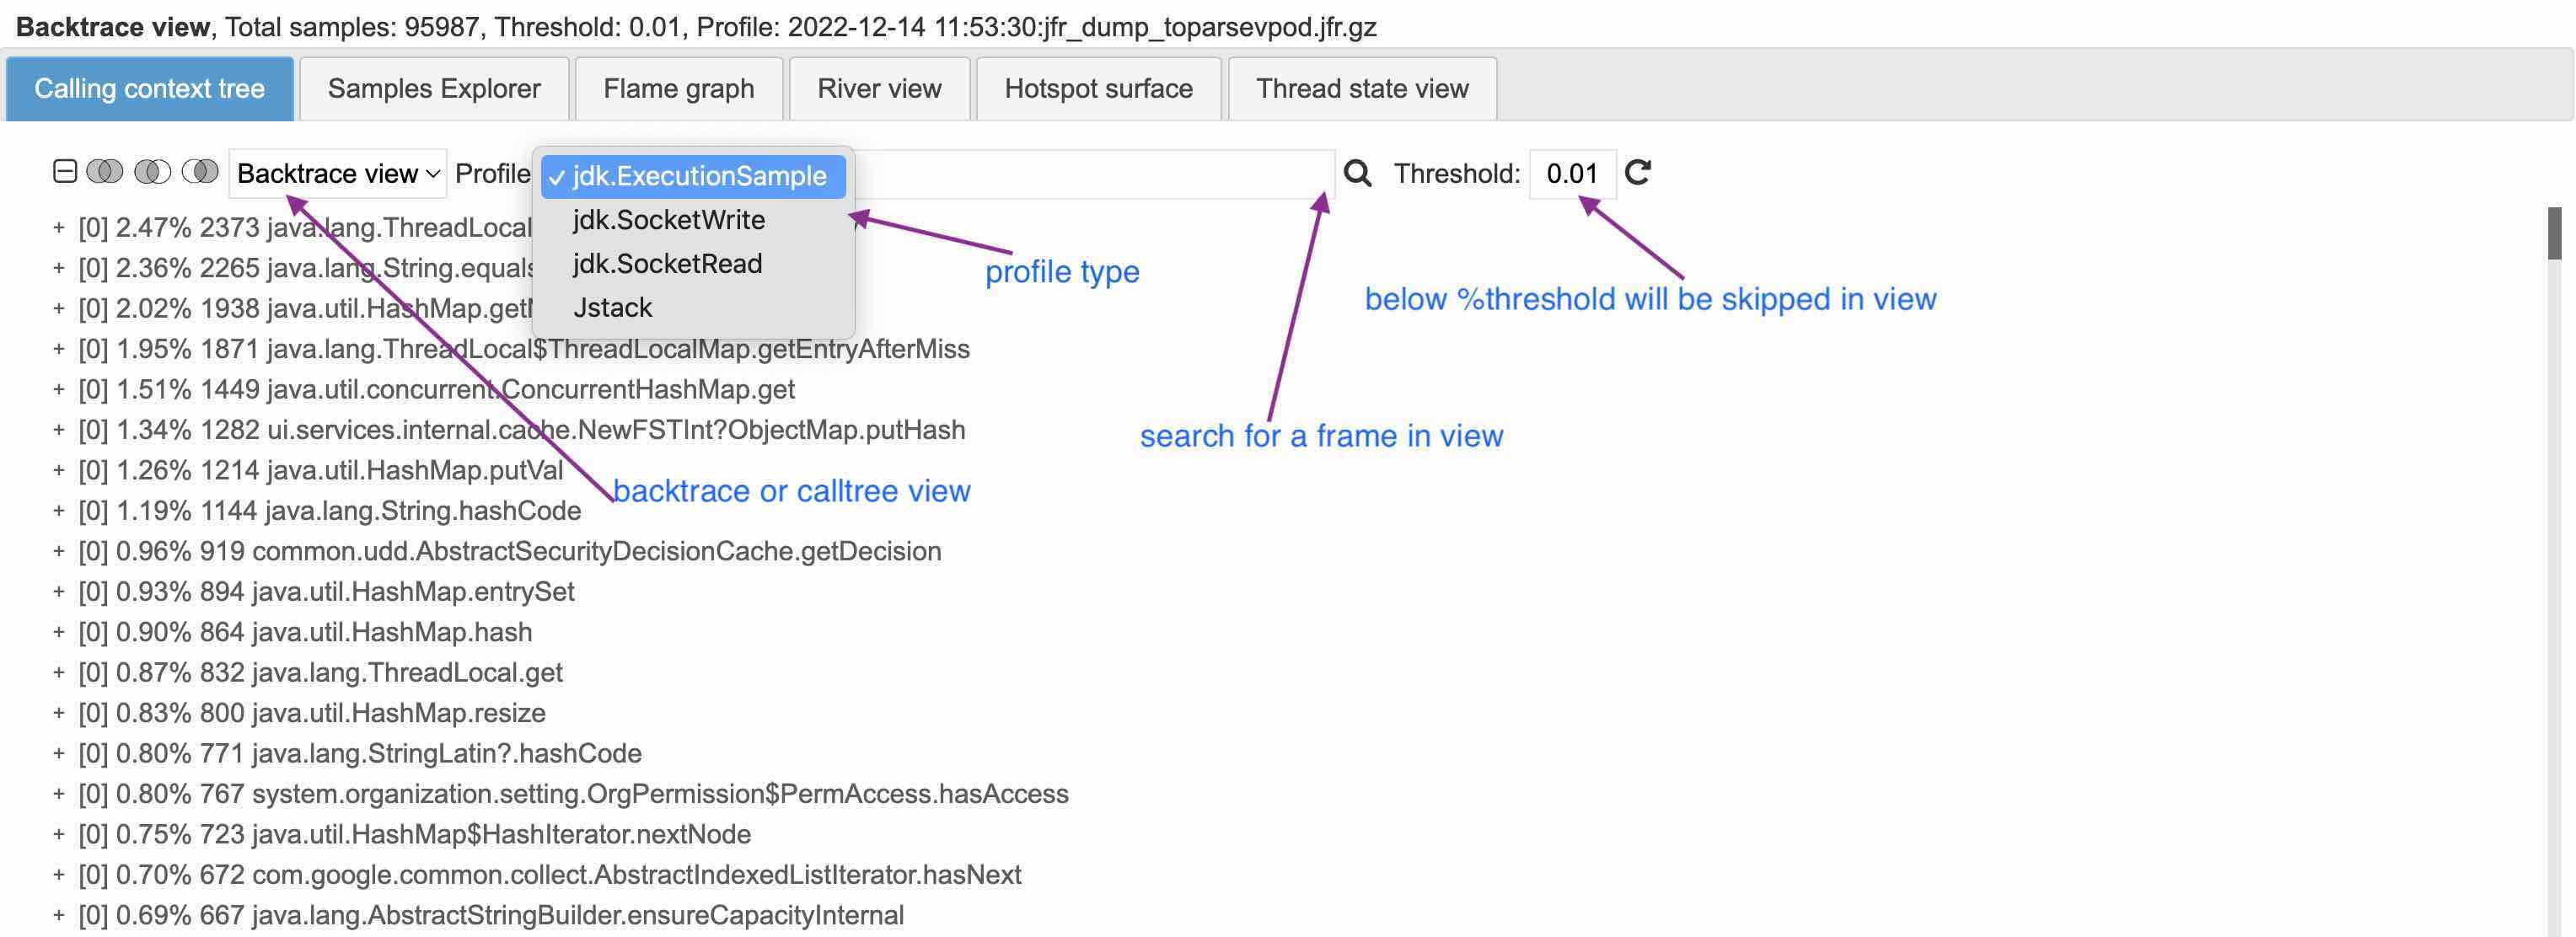 Backtrace view, Total samples: 95987, Threshold: 0.01, Profile: 2022-12-14 11:53:30:jfr_dump_toparsevpod.jfr.gz
Calling context tree Samples Explorer Flame graph River view Hotspot surface Thread state view
Backtrace view Profile ✓ jdk.ExecutionSample Threshold: 0.01
jdk.SocketWrite
jdk.SocketRead
Jstack
profile type
below %threshold will be skipped in view
search for a frame in view
backtrace or calltree view
+ [0] 2.47% 2373 java.lang.ThreadLocal
+ [0] 2.36% 2265 java.lang.String.equals
+ [0] 2.02% 1938 java.util.HashMap.get
+ [0] 1.95% 1871 java.lang.ThreadLocal$ThreadLocalMap.getEntryAfterMiss
+ [0] 1.51% 1449 java.util.concurrent.ConcurrentHashMap.get
+ [0] 1.34% 1282 ui.services.internal.cache.NewFSTInt?ObjectMap.putHash
+ [0] 1.26% 1214 java.util.HashMap.putVal
+ [0] 1.19% 1144 java.lang.String.hashCode
+ [0] 0.96% 919 common.udd.AbstractSecurityDecisionCache.getDecision
+ [0] 0.93% 894 java.util.HashMap.entrySet
+ [0] 0.90% 864 java.util.HashMap.hash
+ [0] 0.87% 832 java.lang.ThreadLocal.get
+ [0] 0.83% 800 java.util.HashMap.resize
+ [0] 0.80% 771 java.lang.StringLatin?.hashCode
+ [0] 0.80% 767 system.organization.setting.OrgPermission$PermAccess.hasAccess
+ [0] 0.75% 723 java.util.HashMap$HashIterator.nextNode
+ [0] 0.70% 672 com.google.common.collect.AbstractIndexedListIterator.hasNext
+ [0] 0.69% 667 java.lang.AbstractStringBuilder.ensureCapacityInternal